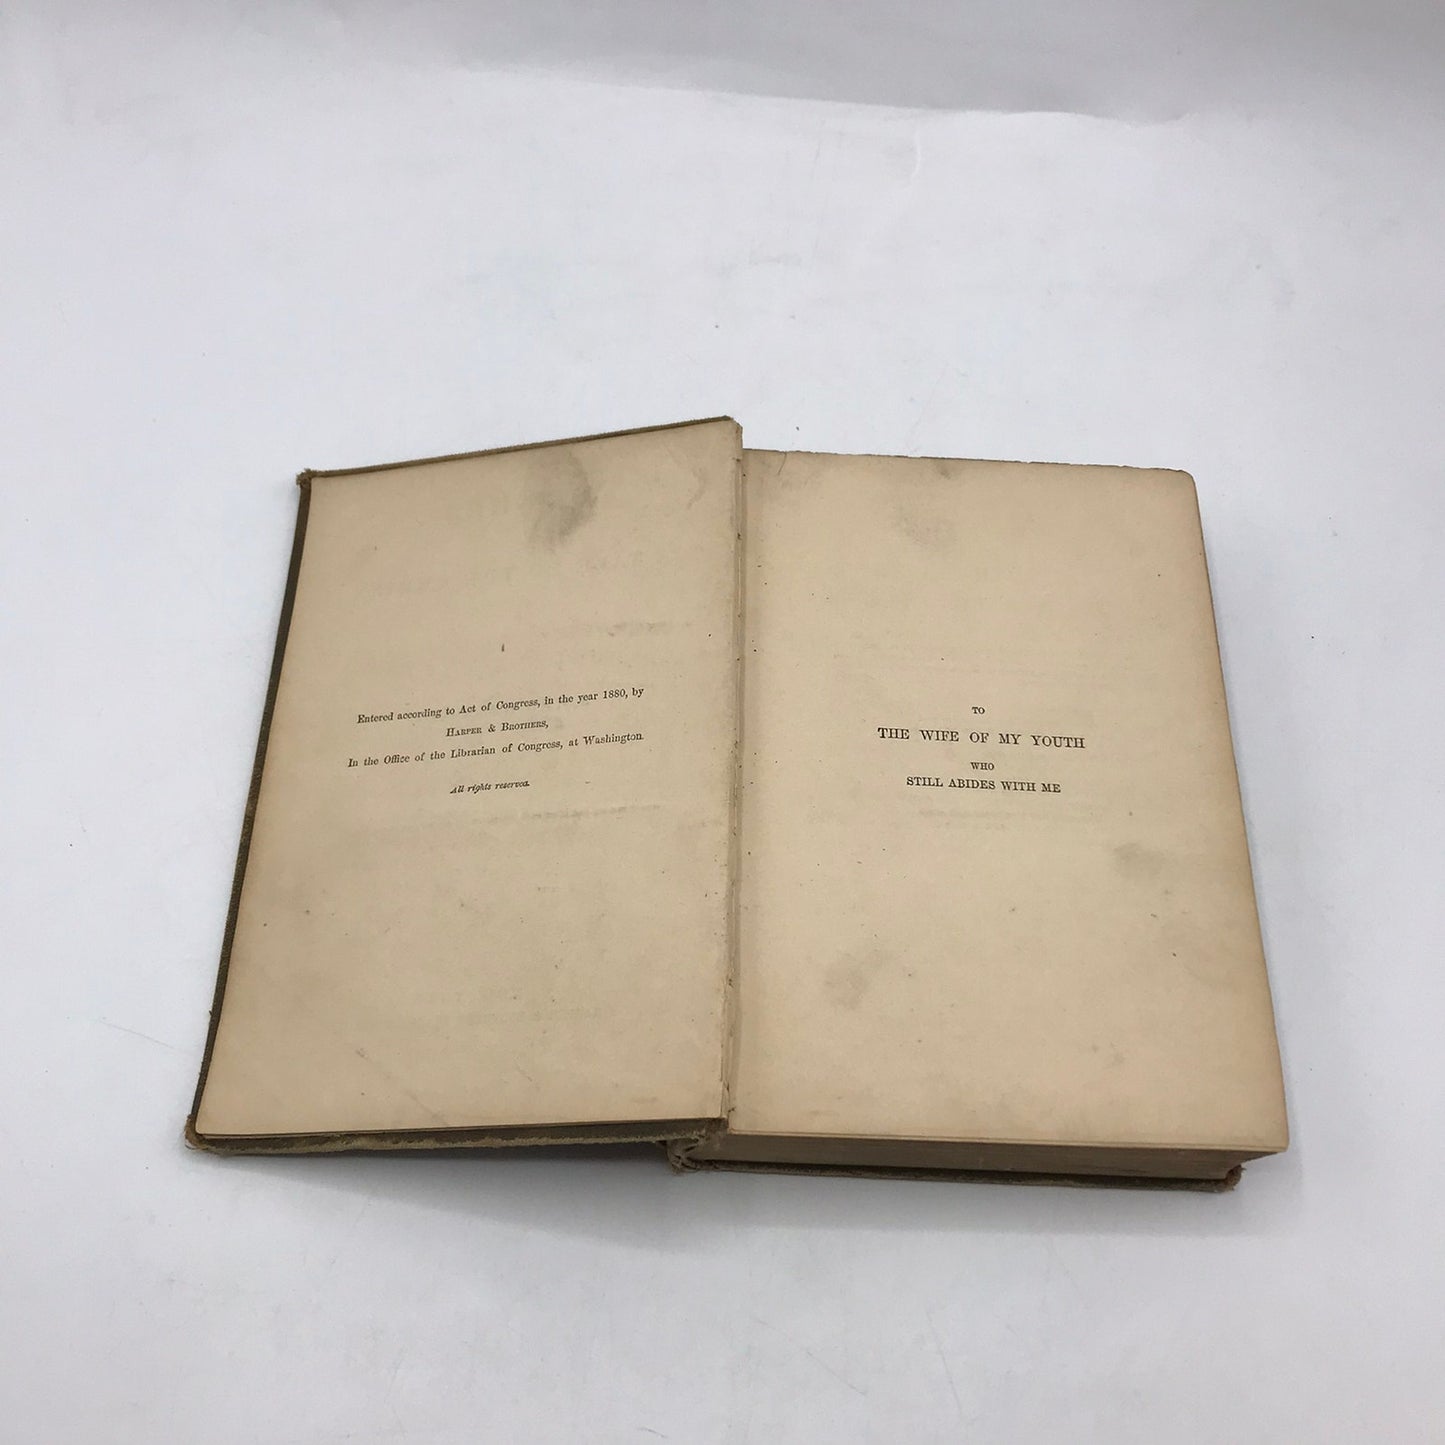 Entered according to Act of Congress, in the year 1880, by
HARPER & BROTHERS,
In the Office of the Librarian of Congress, at Washington.
All rights reserved.
TO
THE WIFE OF MY YOUTH
WHO
STILL ABIDES WITH ME